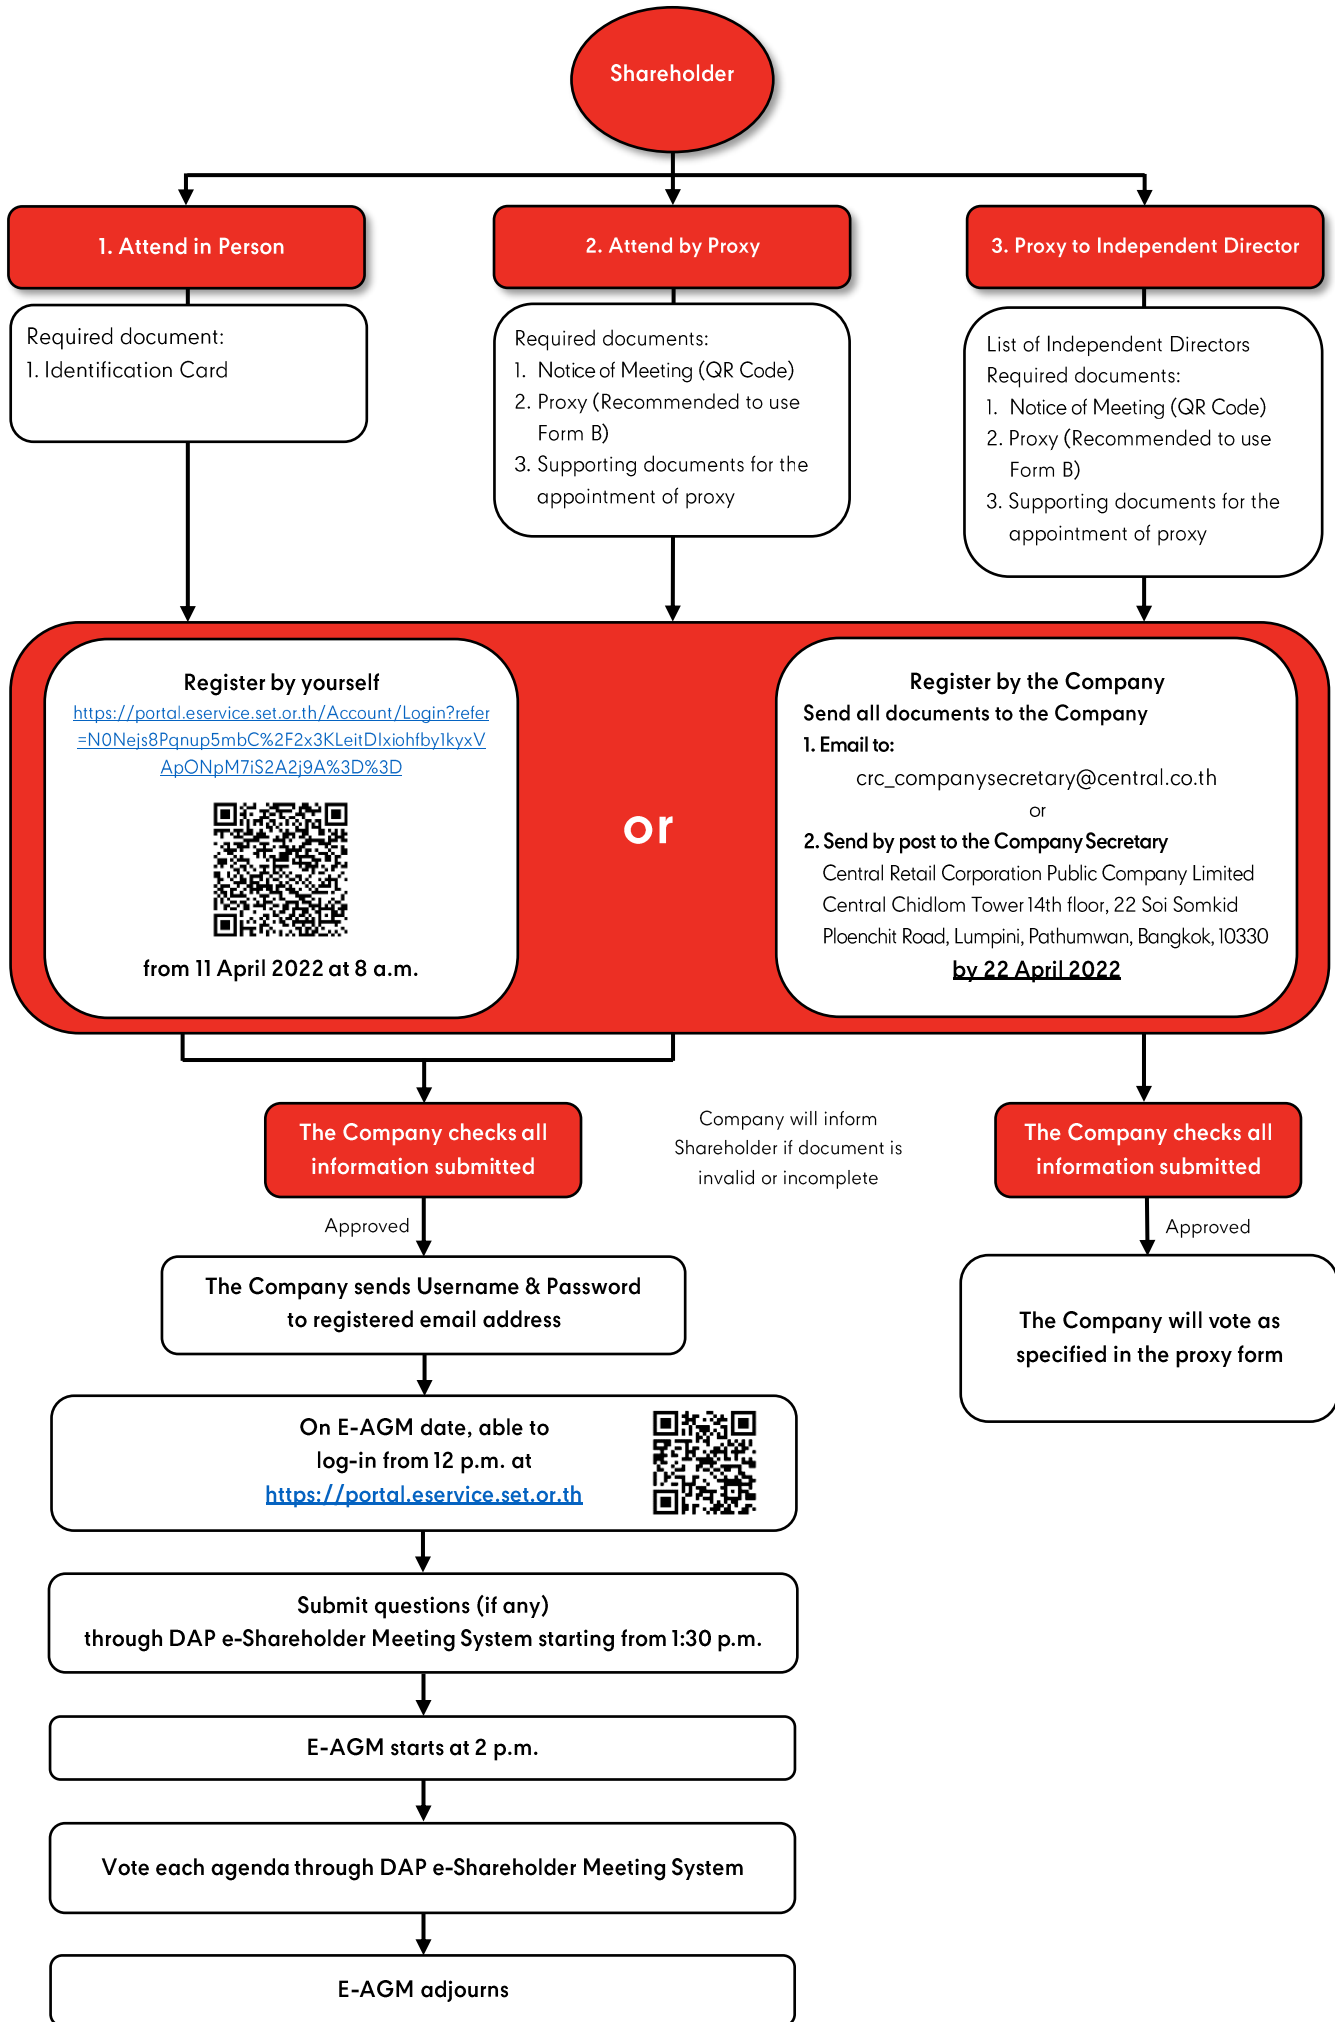 Shareholder
1. Attend in Person
Required document:
1. Identification Card
2. Attend by Proxy
Required documents:
1. Notice of Meeting (QR Code)
2. Proxy (Recommended to use
Form B)
3. Supporting documents for the
appointment of proxy
3. Proxy to Independent Director
List of Independent Directors
Required documents:
1. Notice of Meeting (QR Code)
2. Proxy (Recommended to use
Form B)
3. Supporting documents for the
appointment of proxy
Register by yourself
https://portal.eservice.set.or.th/Account/Login?refer
=N0Nejs8Pqnup5mbC%2F2x3KLeitDIxiohfby1kyxV
ApONpM7iS2A2j9A%3D%3D
from 11 April 2022 at 8 a.m.
or
Register by the Company
Send all documents to the Company
1. Email to:
crc_companysecretary@central.co.th
or
2. Send by post to the Company Secretary
Central Retail Corporation Public Company Limited
Central Chidlom Tower 14th floor, 22 Soi Somkid
Ploenchit Road, Lumpini, Pathumwan, Bangkok, 10330
by 22 April 2022
The Company checks all
information submitted
Company will inform
Shareholder if document is
invalid or incomplete
The Company checks all
information submitted
Approved
Approved
The Company sends Username & Password
to registered email address
The Company will vote as
specified in the proxy form
On E-AGM date, able to
log-in from 12 p.m. at
https://portal.eservice.set.or.th
Submit questions (if any)
through DAP e-Shareholder Meeting System starting from 1:30 p.m.
E-AGM starts at 2 p.m.
Vote each agenda through DAP e-Shareholder Meeting System
E-AGM adjourns